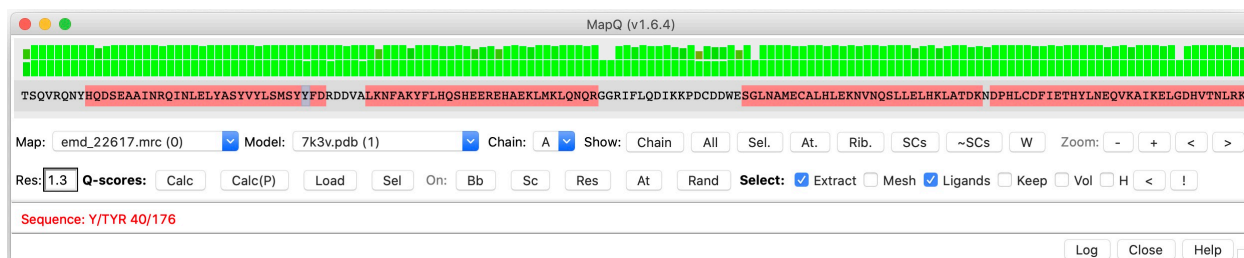 MapQ (v1.6.4)
TSQVRQNYHQDSEAAINRQINLELYASYVYLSMSYYFDRDDVALKNFAKYFLHQSHEEREHAEKLMKLQNQRGGRIFLQDIKKPDCDDWESGLNAMECALHLEKNVNQSLLELHKLATDKNDPHLCDFIETHYLNEQVKAIKELGDHVTNLRK
Map: emd_22617.mrc (0) Model: 7k3v.pdb (1) Chain: A Show: Chain All Sel. At. Rib. SCs ~SCs W Zoom: - + < >
Res: 1.3 Q-scores: Calc Calc(P) Load Sel On: Bb Sc Res At Rand Select: Extract Mesh Ligands Keep Vol H < !
Sequence: Y/TYR 40/176
Log Close Help